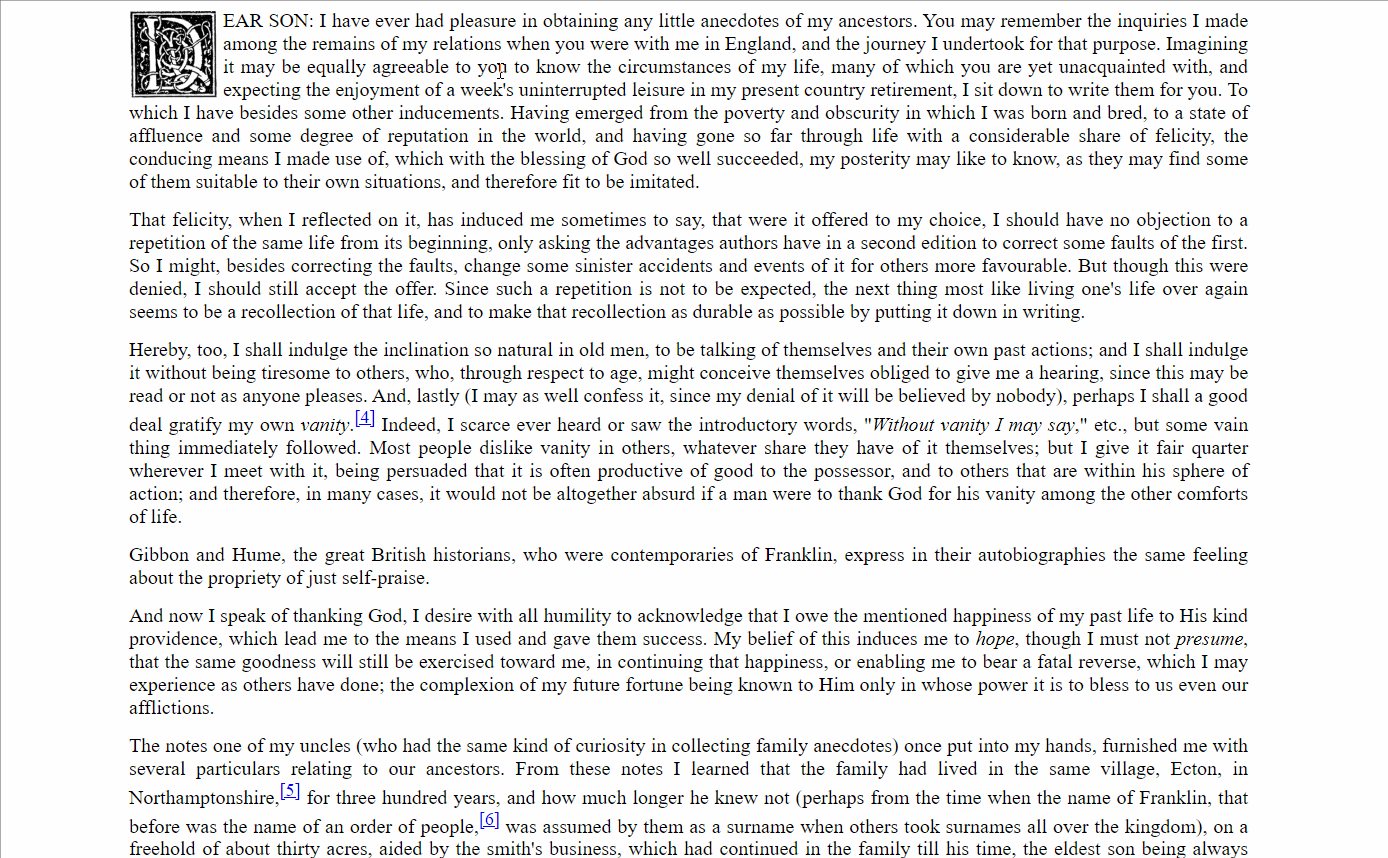 DEAR SON: I have ever had pleasure in obtaining any little anecdotes of my ancestors. You may remember the inquiries I made
among the remains of my relations when you were with me in England, and the journey I undertook for that purpose. Imagining
it may be equally agreeable to you to know the circumstances of my life, many of which you are yet unacquainted with, and
expecting the enjoyment of a week's uninterrupted leisure in my present country retirement, I sit down to write them for you. To
which I have besides some other inducements. Having emerged from the poverty and obscurity in which I was born and bred, to a state of
affluence and some degree of reputation in the world, and having gone so far through life with a considerable share of felicity, the
conducing means I made use of, which with the blessing of God so well succeeded, my posterity may like to know, as they may find some
of them suitable to their own situations, and therefore fit to be imitated.
That felicity, when I reflected on it, has induced me sometimes to say, that were it offered to my choice, I should have no objection to a
repetition of the same life from its beginning, only asking the advantages authors have in a second edition to correct some faults of the first.
So I might, besides correcting the faults, change some sinister accidents and events of it for others more favourable. But though this were
denied, I should still accept the offer. Since such a repetition is not to be expected, the next thing most like living one's life over again
seems to be a recollection of that life, and to make that recollection as durable as possible by putting it down in writing.
Hereby, too, I shall indulge the inclination so natural in old men, to be talking of themselves and their own past actions; and I shall indulge
it without being tiresome to others, who, through respect to age, might conceive themselves obliged to give me a hearing, since this may be
read or not as anyone pleases. And, lastly (I may as well confess it, since my denial of it will be believed by nobody), perhaps I shall a good
deal gratify my own vanity.[4] Indeed, I scarce ever heard or saw the introductory words, "Without vanity I may say," etc., but some vain
thing immediately followed. Most people dislike vanity in others, whatever share they have of it themselves; but I give it fair quarter
wherever I meet with it, being persuaded that it is often productive of good to the possessor, and to others that are within his sphere of
action; and therefore, in many cases, it would not be altogether absurd if a man were to thank God for his vanity among the other comforts
of life.
Gibbon and Hume, the great British historians, who were contemporaries of Franklin, express in their autobiographies the same feeling
about the propriety of just self-praise.
And now I speak of thanking God, I desire with all humility to acknowledge that I owe the mentioned happiness of my past life to His kind
providence, which lead me to the means I used and gave them success. My belief of this induces me to hope, though I must not presume,
that the same goodness will still be exercised toward me, in continuing that happiness, or enabling me to bear a fatal reverse, which I may
experience as others have done; the complexion of my future fortune being known to Him only in whose power it is to bless to us even our
afflictions.
The notes one of my uncles (who had the same kind of curiosity in collecting family anecdotes) once put into my hands, furnished me with
several particulars relating to our ancestors. From these notes I learned that the family had lived in the same village, Ecton, in
Northamptonshire,[5] for three hundred years, and how much longer he knew not (perhaps from the time when the name of Franklin, that
before was the name of an order of people,[6] was assumed by them as a surname when others took surnames all over the kingdom), on a
freehold of about thirty acres, aided by the smith's business, which had continued in the family till his time, the eldest son being always